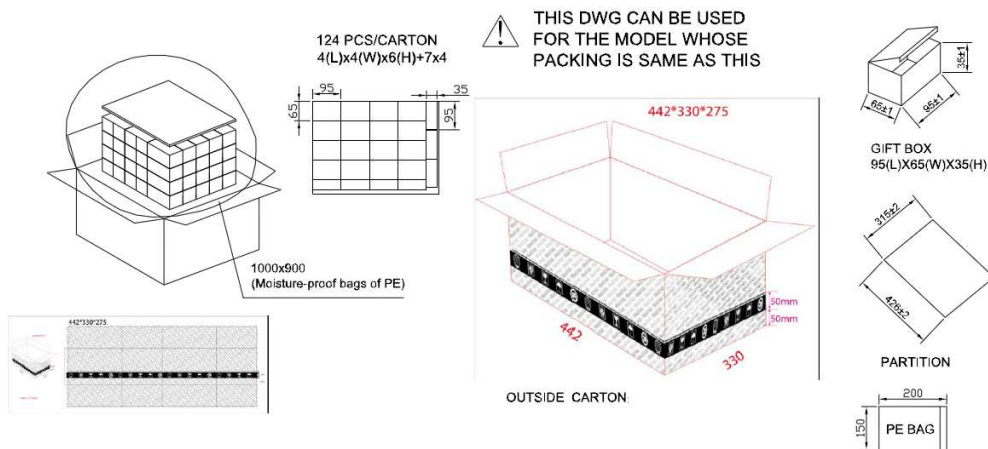 124 PCS/CARTON
4(L)x4(W)x6(H)+7x4
95
35
65
95
1000x900
(Moisture-proof bags of PE)
442*330*275
THIS DWG CAN BE USED
FOR THE MODEL WHOSE
PACKING IS SAME AS THIS
442*330*275
50mm
50mm
442
330
OUTSIDE CARTON
35±1
65±1
95±1
GIFT BOX
95(L)X65(W)X35(H)
315±2
426±2
PARTITION
200
150
PE BAG